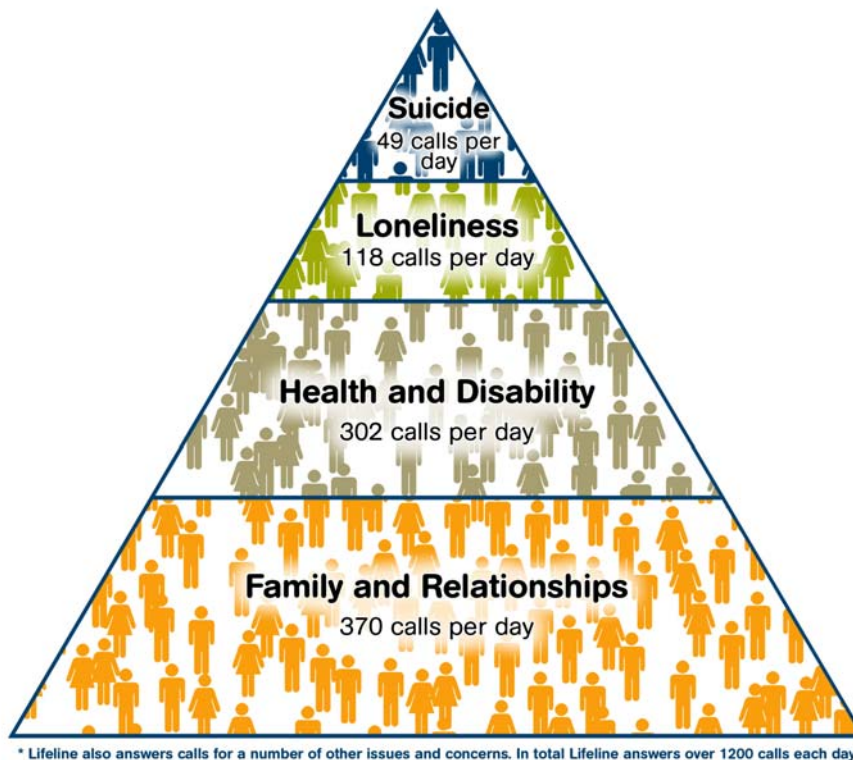 Suicide
49 calls per
day
Loneliness
118 calls per day
Health and Disability
302 calls per day
Family and Relationships
370 calls per day
* Lifeline also answers calls for a number of other issues and concerns. In total Lifeline answers over 1200 calls each day